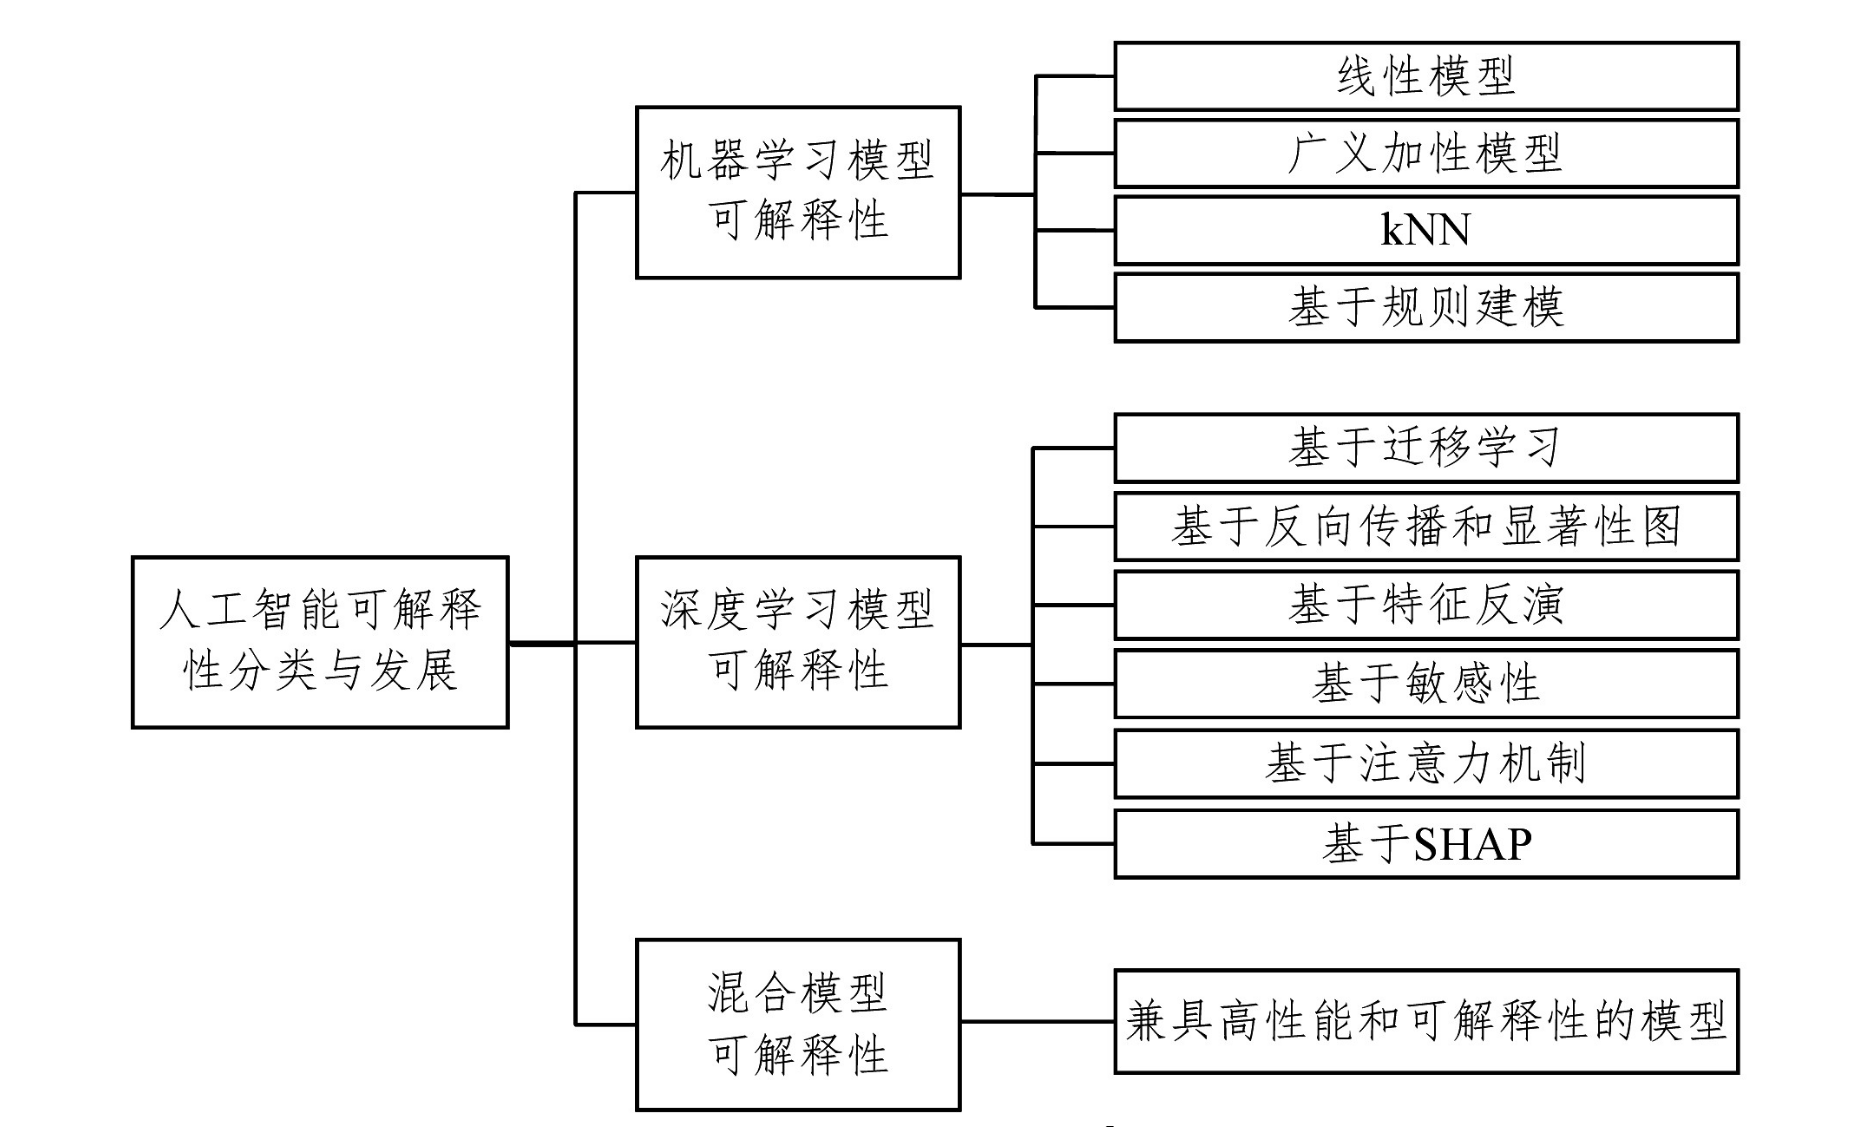 人工智能可解释
性分类与发展
机器学习模型
可解释性
线性模型
广义加性模型
kNN
基于规则建模
深度学习模型
可解释性
基于迁移学习
基于反向传播和显著性图
基于特征反演
基于敏感性
基于注意力机制
基于SHAP
混合模型
可解释性
兼具高性能和可解释性的模型